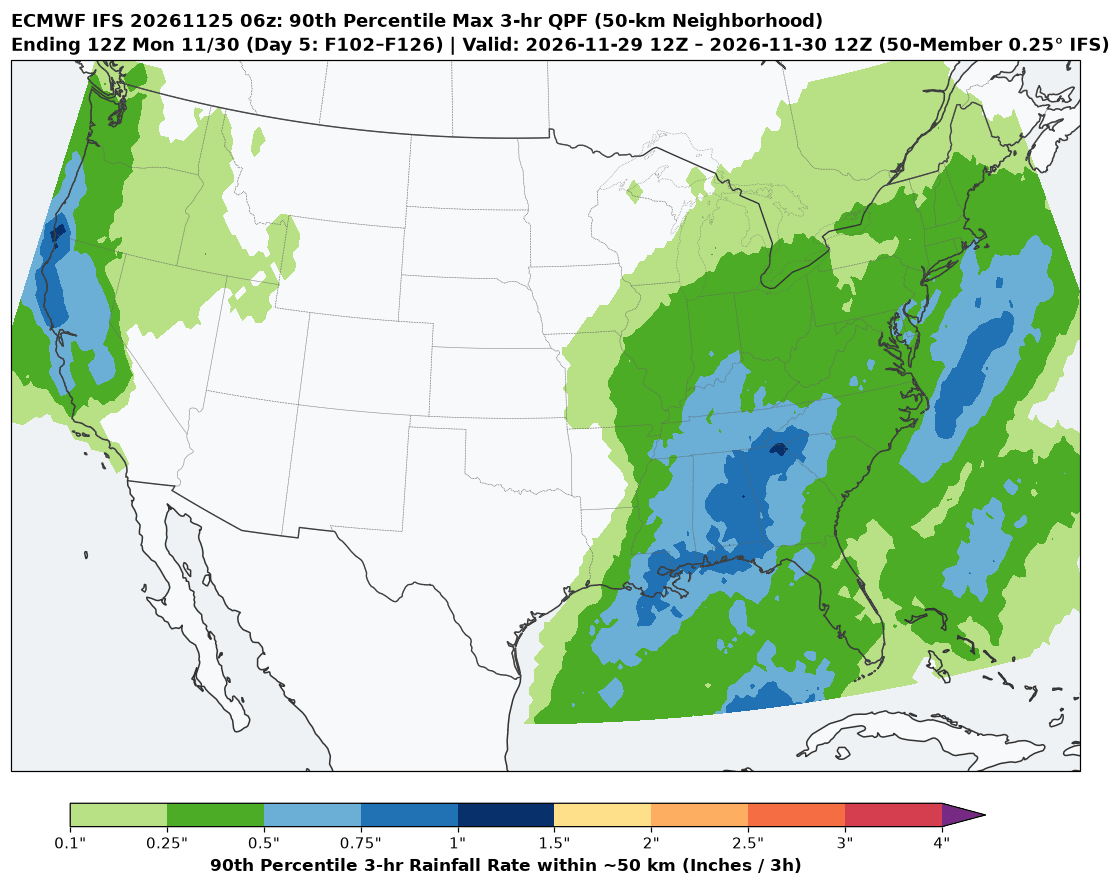 ECMWF IFS 20261125 06z: 90th Percentile Max 3-hr QPF (50-km Neighborhood)
Ending 12Z Mon 11/30 (Day 5: F102–F126) | Valid: 2026-11-29 12Z – 2026-11-30 12Z (50-Member 0.25° IFS)
0.1" 0.25" 0.5" 0.75" 1" 1.5" 2" 2.5" 3" 4"
90th Percentile 3-hr Rainfall Rate within ~50 km (Inches / 3h)